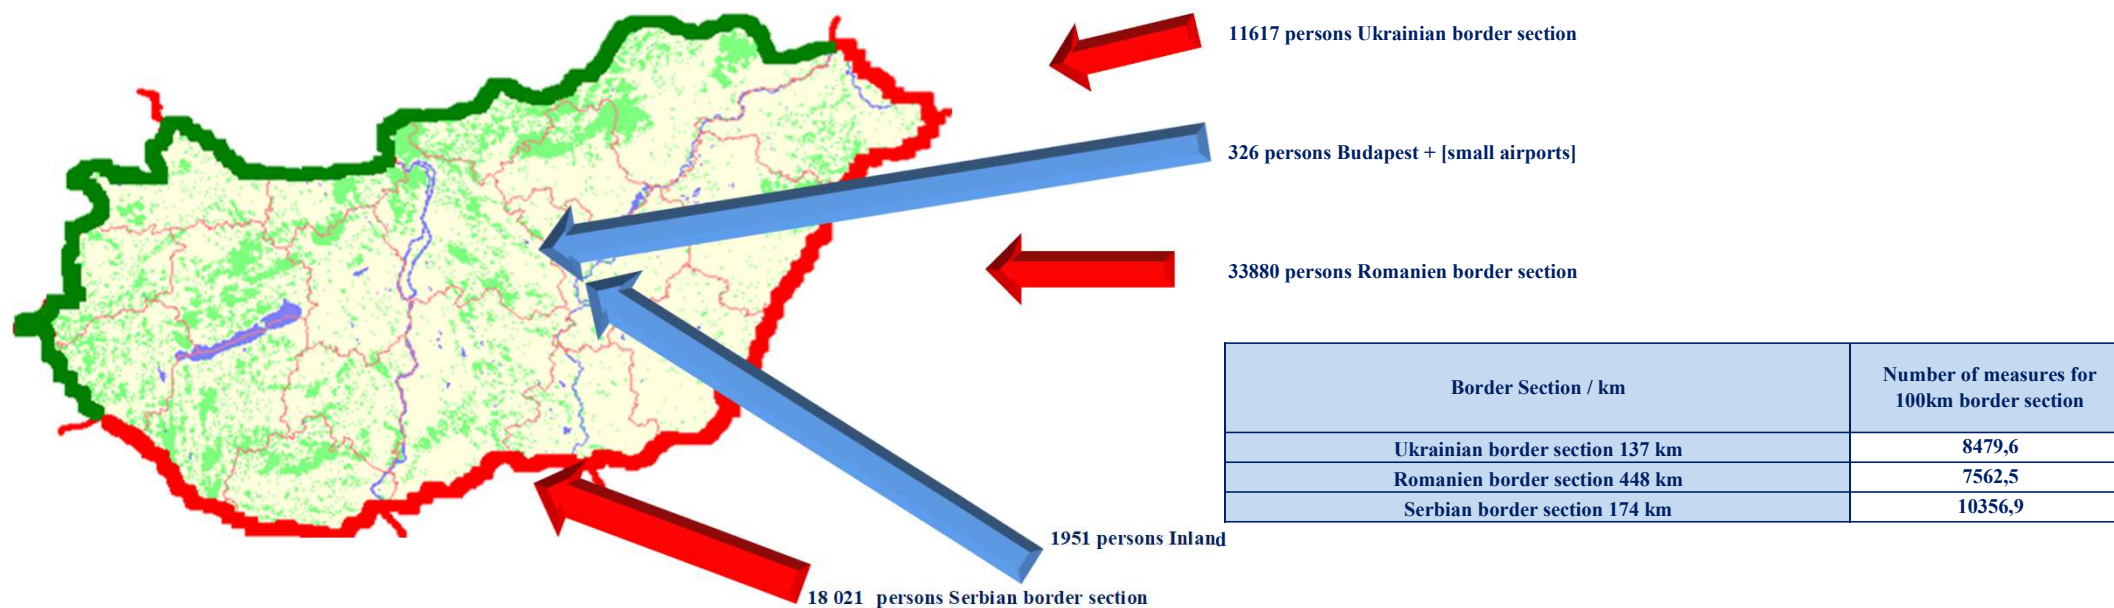 11617 persons Ukrainian border section
326 persons Budapest + [small airports]
33880 persons Romanien border section
Border Section / km
Number of measures for
100km border section
Ukrainian border section 137 km
8479,6
Romanien border section 448 km
7562,5
Serbian border section 174 km
10356,9
1951 persons Inland
18 021 persons Serbian border section